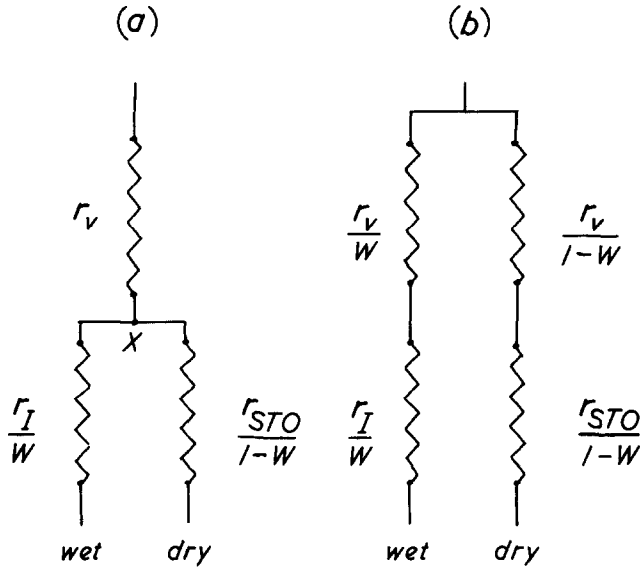 (a)
r_v
X
r_I/W
r_STO/1-W
wet
dry
(b)
r_v/W
r_v/1-W
r_I/W
r_STO/1-W
wet
dry